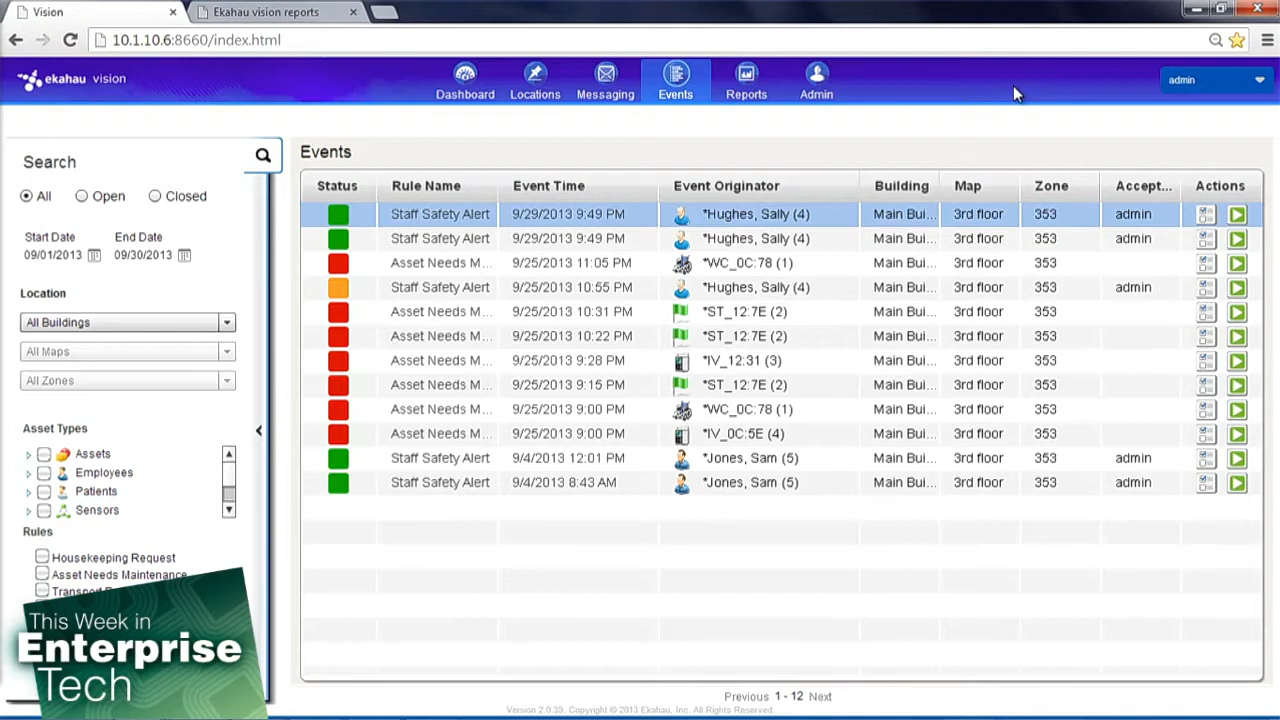 Vision
Ekahau vision reports
10.1.10.6:8660/index.html
ekahau vision
Dashboard Locations Messaging Events Reports Admin
admin
Search
All Open Closed
Start Date End Date
09/01/2013 09/30/2013
Location
All Buildings
All Maps
All Zones
Asset Types
Assets
Employees
Patients
Sensors
Rules
Housekeeping Request
Asset Needs Maintenance
This Week in
Enterprise
Tech
Events
Status Rule Name Event Time Event Originator Building Map Zone Accept... Actions
Staff Safety Alert 9/29/2013 9:49 PM *Hughes, Sally (4) Main Bui... 3rd floor 353 admin
Staff Safety Alert 9/29/2013 9:49 PM *Hughes, Sally (4) Main Bui... 3rd floor 353 admin
Asset Needs M... 9/25/2013 11:05 PM *WC_0C:78 (1) Main Bui... 3rd floor 353
Staff Safety Alert 9/25/2013 10:55 PM *Hughes, Sally (4) Main Bui... 3rd floor 353 admin
Asset Needs M... 9/25/2013 10:31 PM *ST_12:7E (2) Main Bui... 3rd floor 353
Asset Needs M... 9/25/2013 10:22 PM *ST_12:7E (2) Main Bui... 3rd floor 353
Asset Needs M... 9/25/2013 9:28 PM *IV_12:31 (3) Main Bui... 3rd floor 353
Asset Needs M... 9/25/2013 9:15 PM *ST_12:7E (2) Main Bui... 3rd floor 353
Asset Needs M... 9/25/2013 9:00 PM *WC_0C:78 (1) Main Bui... 3rd floor 353
Asset Needs M... 9/25/2013 9:00 PM *IV_0C:5E (4) Main Bui... 3rd floor 353
Staff Safety Alert 9/4/2013 12:01 PM *Jones, Sam (5) Main Bui... 3rd floor 353 admin
Staff Safety Alert 9/4/2013 8:43 AM *Jones, Sam (5) Main Bui... 3rd floor 353 admin
Previous 1 - 12 Next
Version 2.0.39. Copyright © 2013 Ekahau, Inc. All Rights Reserved.